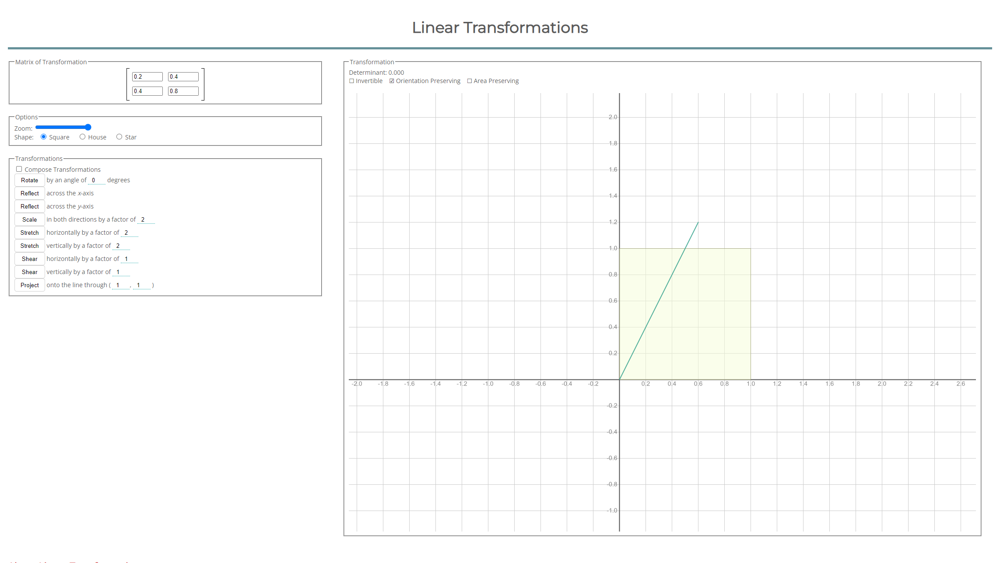 Linear Transformations
Matrix of Transformation
0.2 0.4
0.4 0.8
Options
Zoom:
Shape: Square House Star
Transformations
Compose Transformations
Rotate by an angle of 0 degrees
Reflect across the x-axis
Reflect across the y-axis
Scale in both directions by a factor of 2
Stretch horizontally by a factor of 2
Stretch vertically by a factor of 2
Shear horizontally by a factor of 1
Shear vertically by a factor of 1
Project onto the line through ( 1 , 1 )
Transformation
Determinant: 0.000
Invertible Orientation Preserving Area Preserving
2.0
1.8
1.6
1.4
1.2
1.0
0.8
0.6
0.4
0.2
-2.0 -1.8 -1.6 -1.4 -1.2 -1.0 -0.8 -0.6 -0.4 -0.2 0.2 0.4 0.6 0.8 1.0 1.2 1.4 1.6 1.8 2.0 2.2 2.4 2.6
-0.2
-0.4
-0.6
-0.8
-1.0